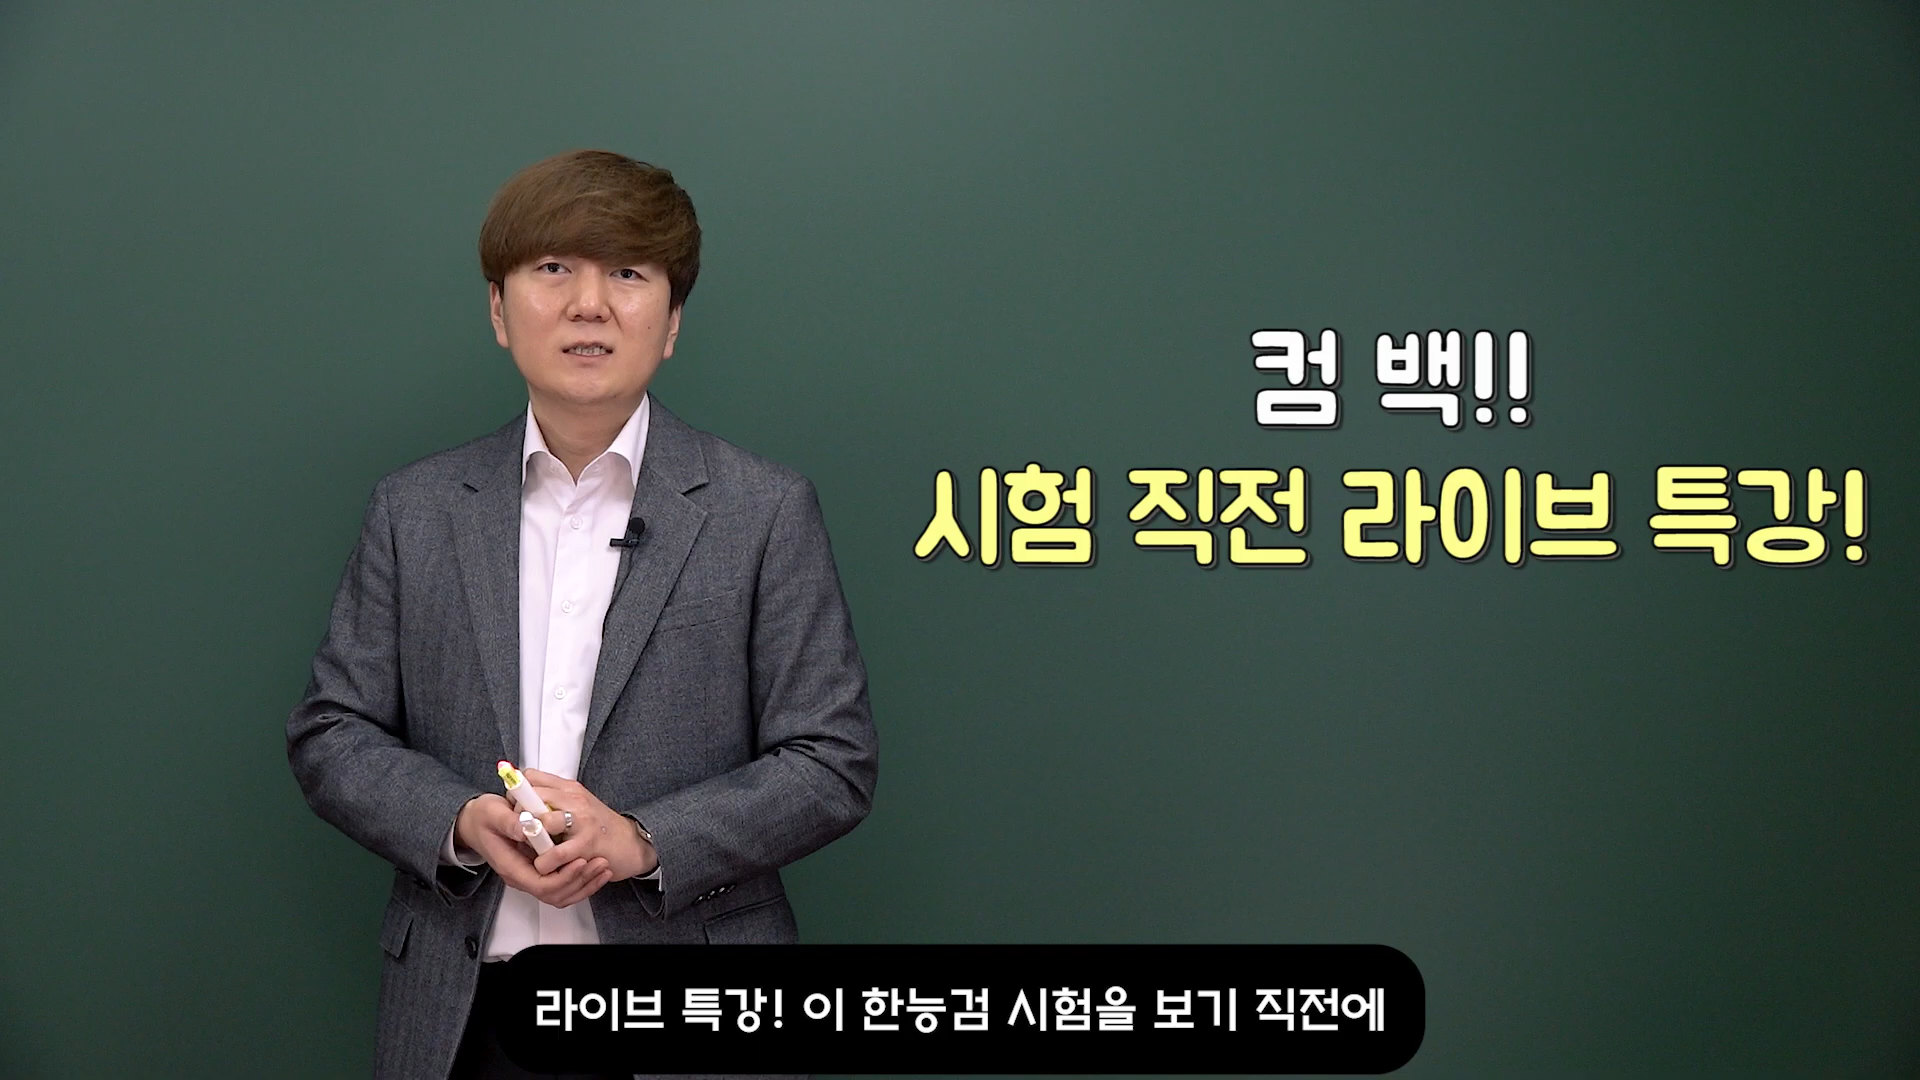 컴 백!!
시험 직전 라이브 특강!
라이브 특강! 이 한능검 시험을 보기 직전에